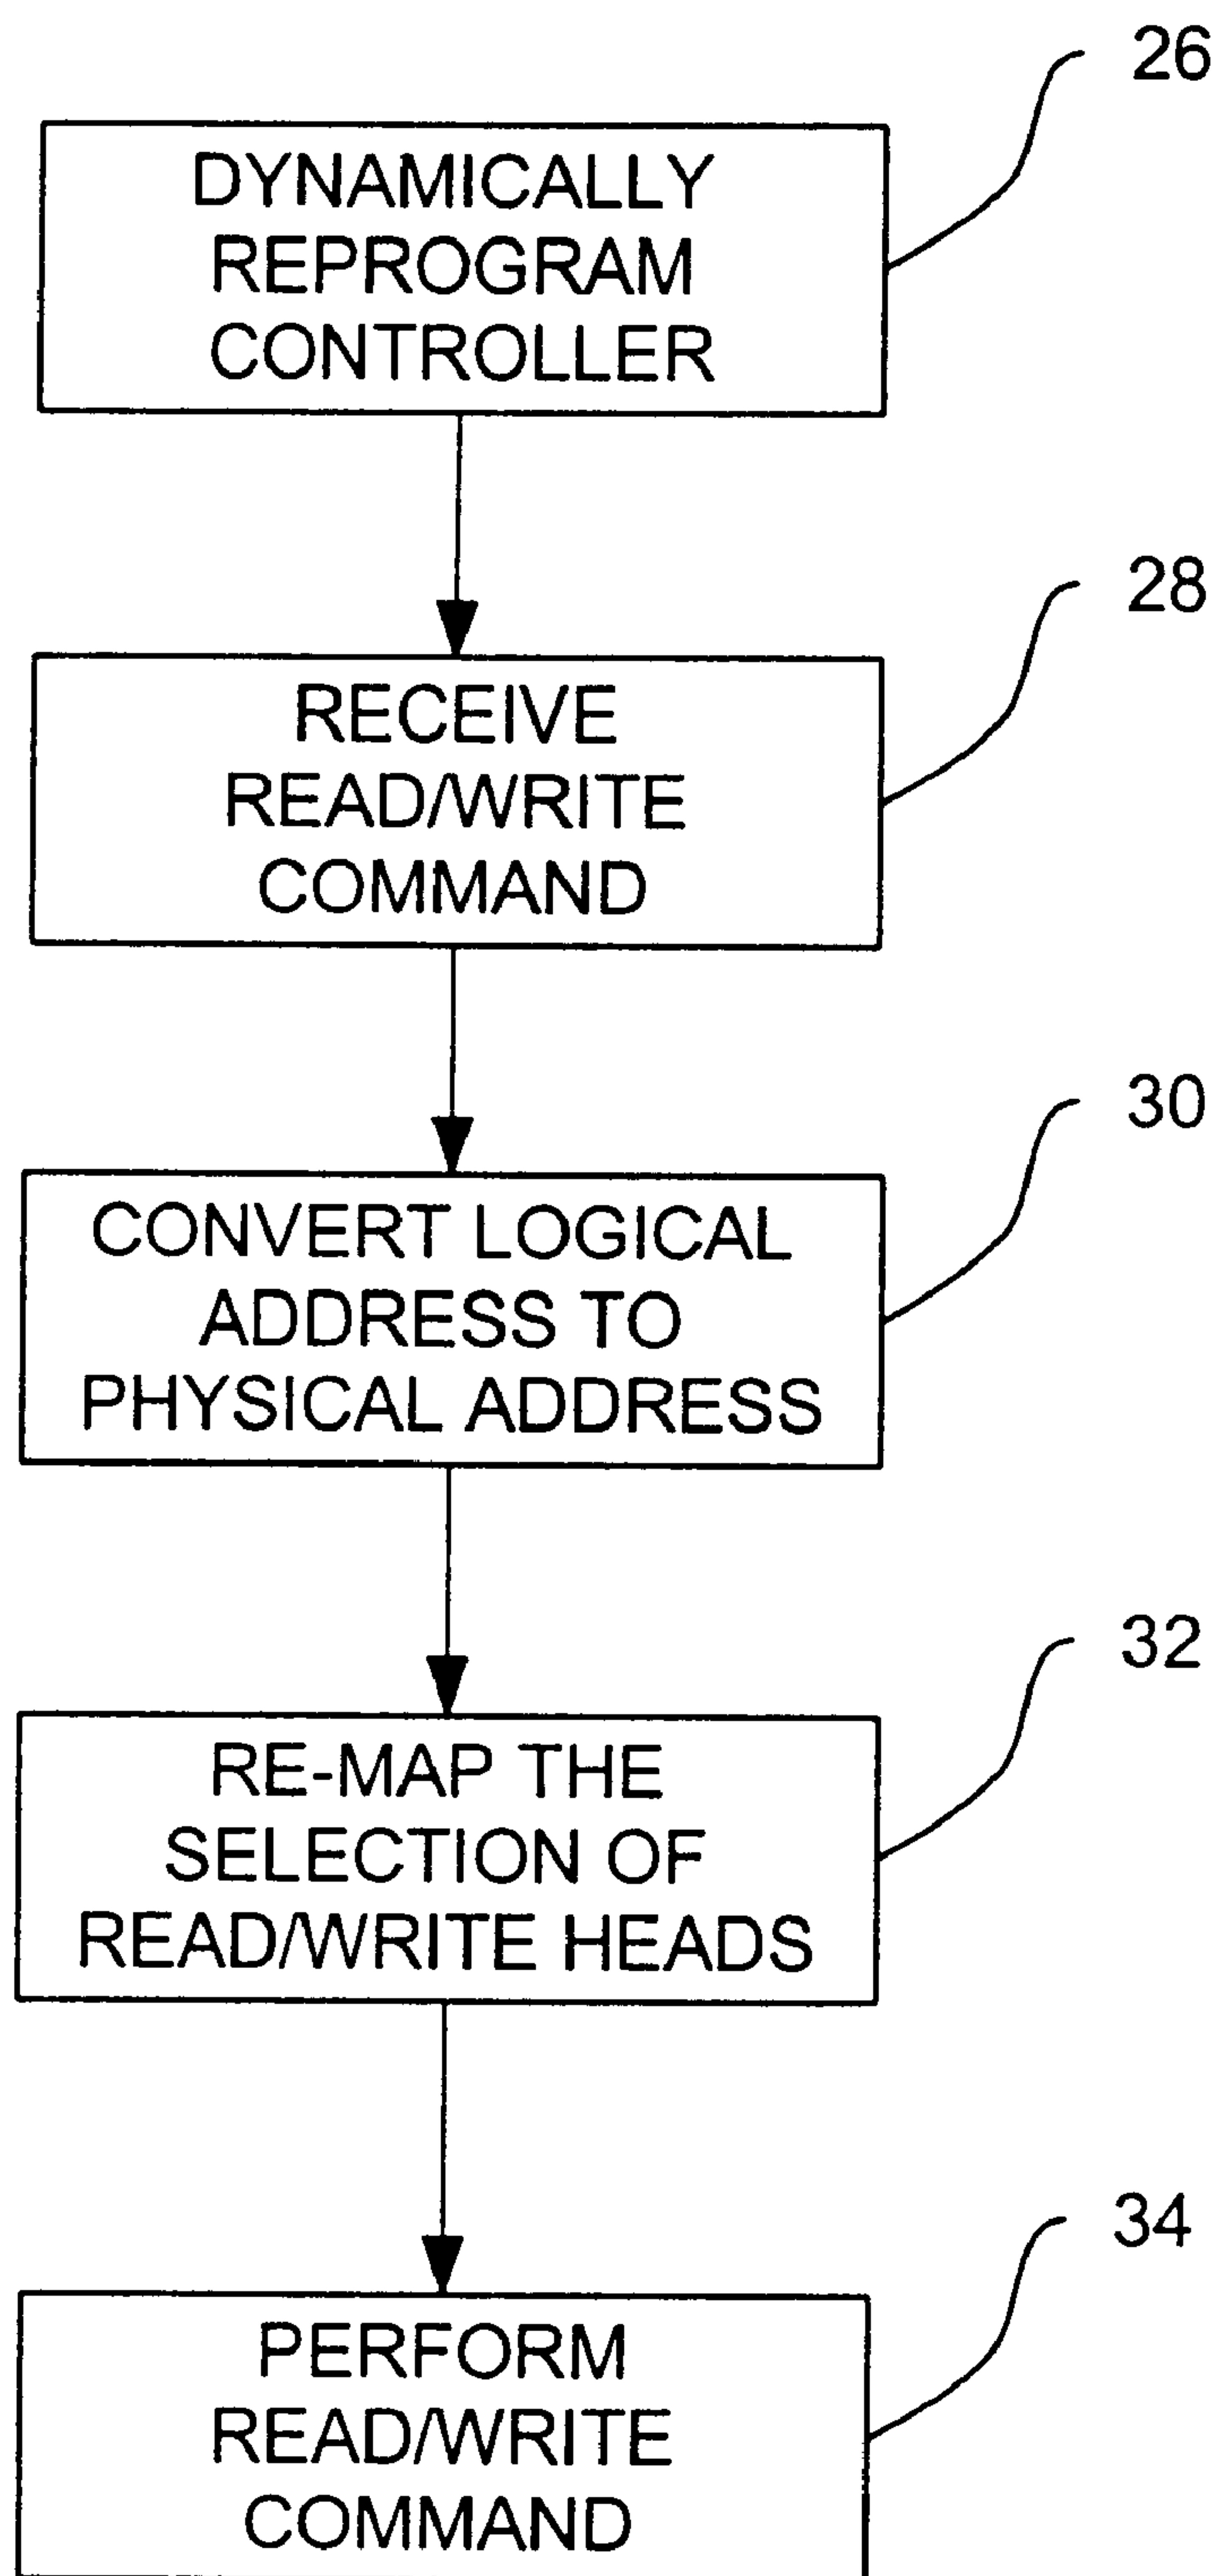 26
DYNAMICALLY
REPROGRAM
CONTROLLER
28
RECEIVE
READ/WRITE
COMMAND
30
CONVERT LOGICAL
ADDRESS TO
PHYSICAL ADDRESS
32
RE-MAP THE
SELECTION OF
READ/WRITE HEADS
34
PERFORM
READ/WRITE
COMMAND